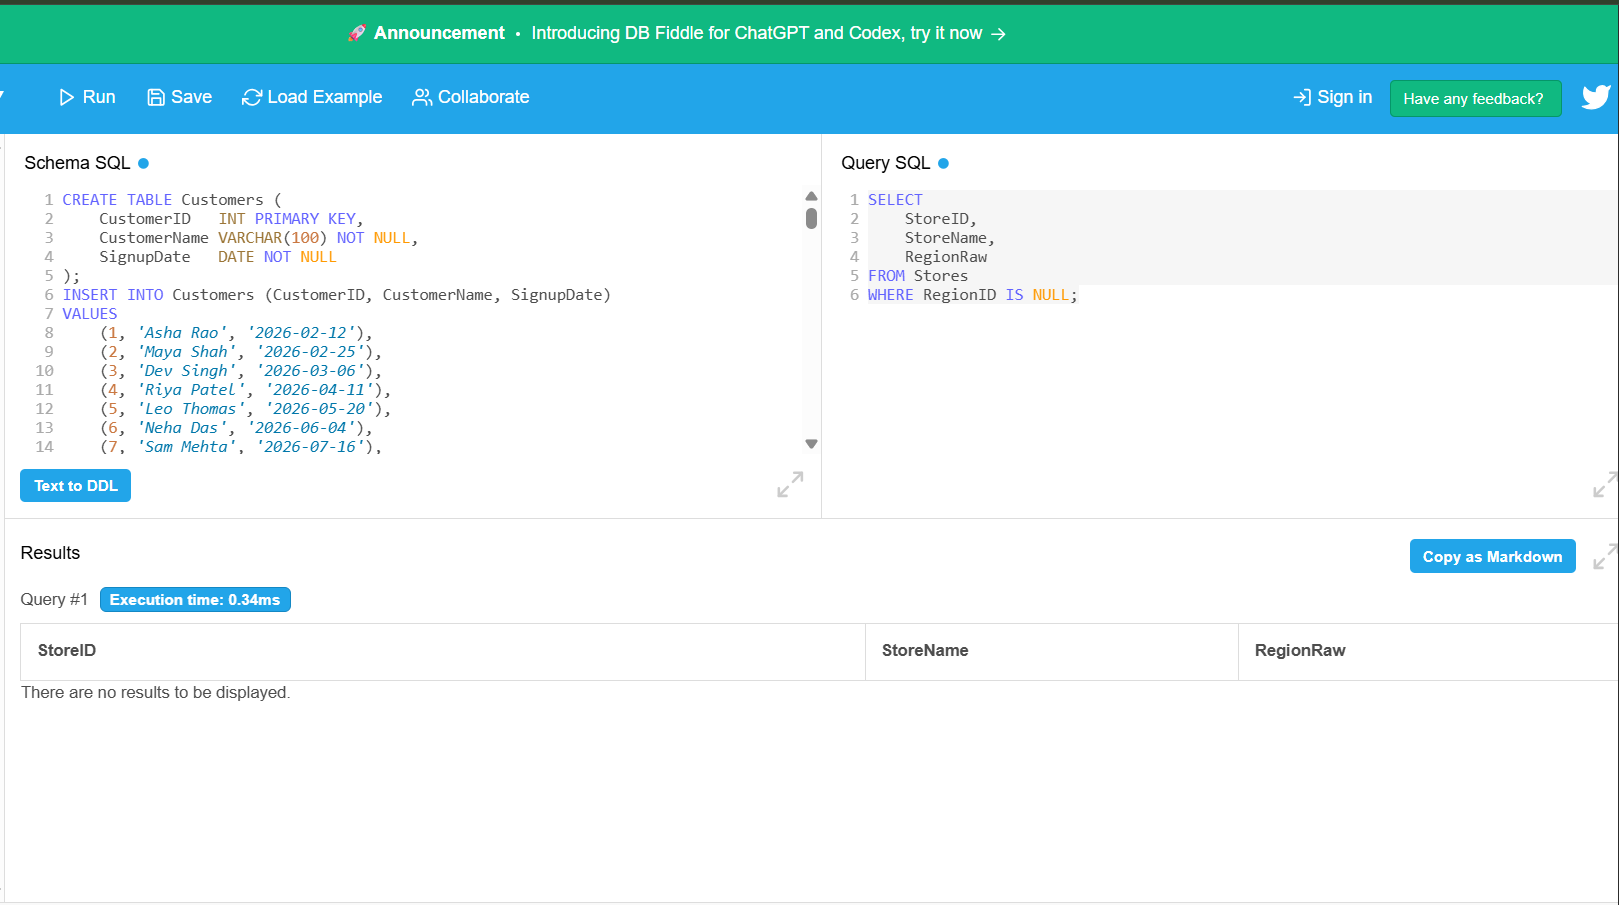 🚀 Announcement • Introducing DB Fiddle for ChatGPT and Codex, try it now →
Run Save Load Example Collaborate Sign in Have any feedback?
Schema SQL
1 CREATE TABLE Customers (
2 CustomerID INT PRIMARY KEY,
3 CustomerName VARCHAR(100) NOT NULL,
4 SignupDate DATE NOT NULL
5 );
6 INSERT INTO Customers (CustomerID, CustomerName, SignupDate)
7 VALUES
8 (1, 'Asha Rao', '2026-02-12'),
9 (2, 'Maya Shah', '2026-02-25'),
10 (3, 'Dev Singh', '2026-03-06'),
11 (4, 'Riya Patel', '2026-04-11'),
12 (5, 'Leo Thomas', '2026-05-20'),
13 (6, 'Neha Das', '2026-06-04'),
14 (7, 'Sam Mehta', '2026-07-16'),
Text to DDL
Query SQL
1 SELECT
2 StoreID,
3 StoreName,
4 RegionRaw
5 FROM Stores
6 WHERE RegionID IS NULL;
Results
Copy as Markdown
Query #1 Execution time: 0.34ms
StoreID StoreName RegionRaw
There are no results to be displayed.